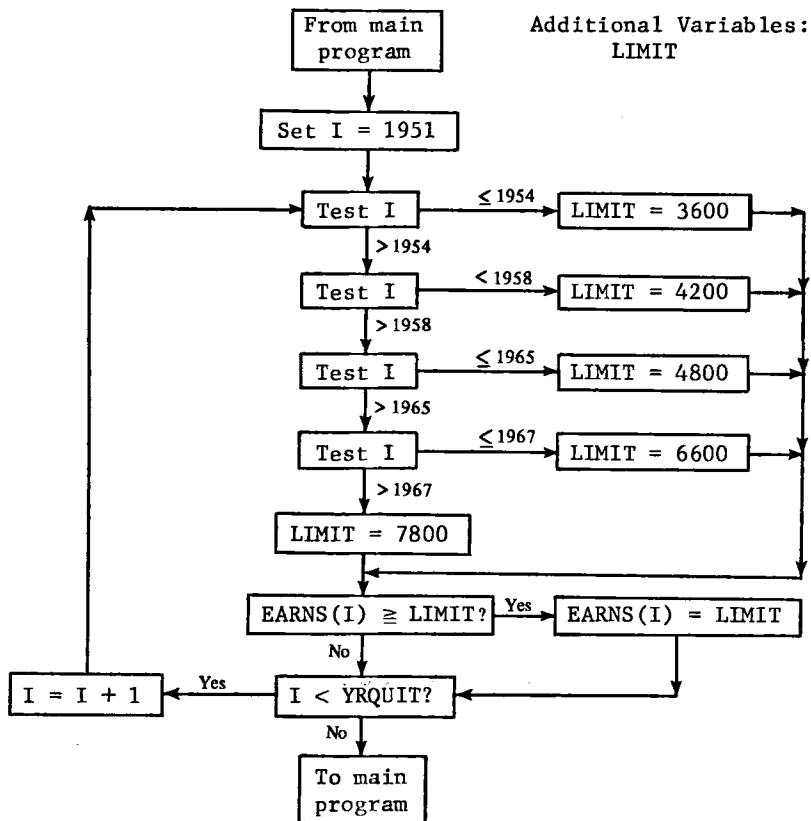 From main
program
Additional Variables:
LIMIT
Set I = 1951
Test I
≤ 1954
LIMIT = 3600
> 1954
Test I
< 1958
LIMIT = 4200
> 1958
Test I
≤ 1965
LIMIT = 4800
> 1965
Test I
≤ 1967
LIMIT = 6600
> 1967
LIMIT = 7800
EARNS(I) ≧ LIMIT?
Yes
EARNS(I) = LIMIT
No
I = I + 1
Yes
I < YRQUIT?
No
To main
program